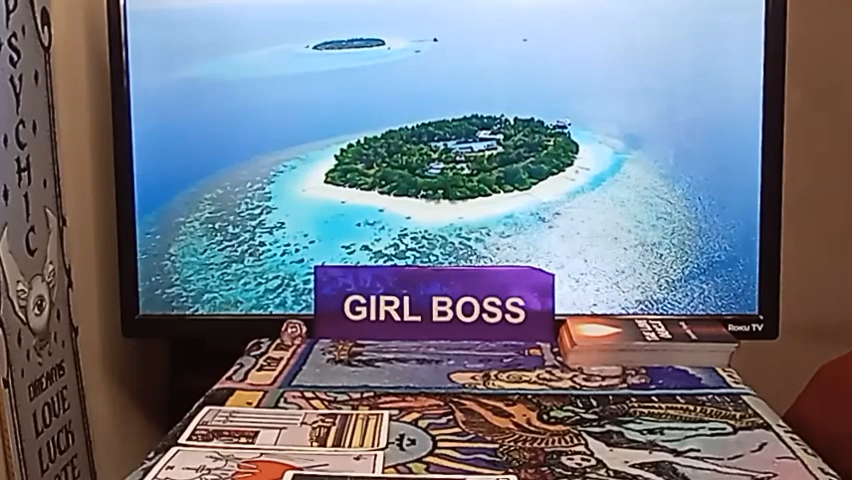 PSYCHIC
DREAMS
LOVE
LUCK
GIRL BOSS
Roku TV